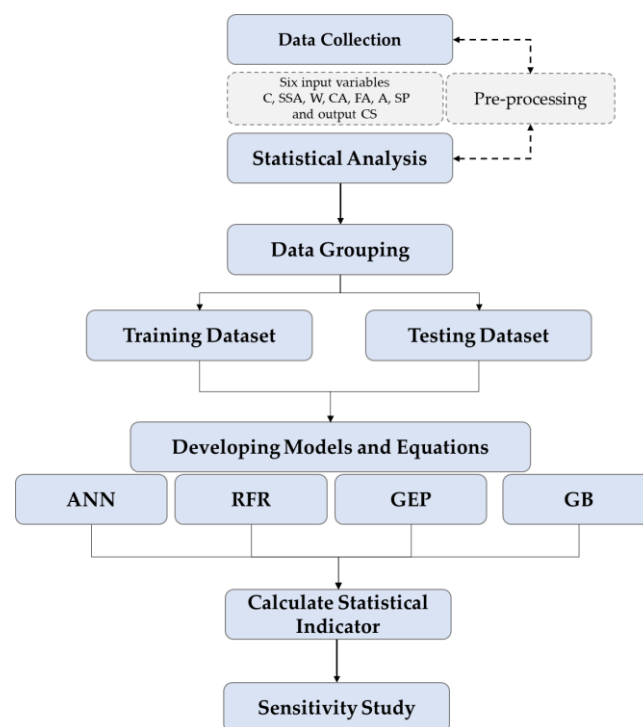 Data Collection
Six input variables
C, SSA, W, CA, FA, A, SP
and output CS
Pre-processing
Statistical Analysis
Data Grouping
Training Dataset
Testing Dataset
Developing Models and Equations
ANN
RFR
GEP
GB
Calculate Statistical
Indicator
Sensitivity Study